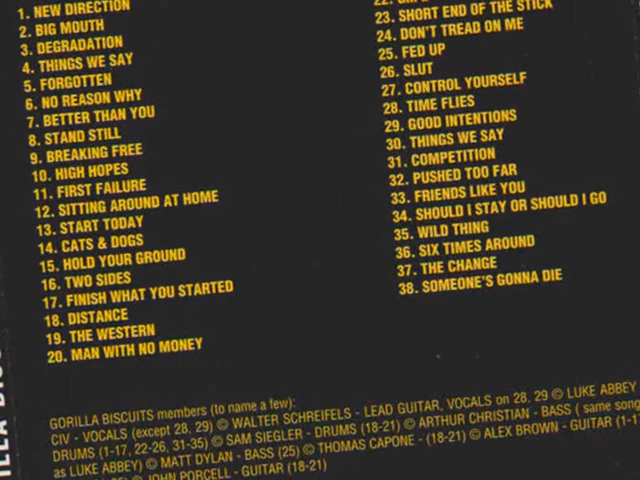 1. NEW DIRECTION
2. BIG MOUTH
3. DEGRADATION
4. THINGS WE SAY
5. FORGOTTEN
6. NO REASON WHY
7. BETTER THAN YOU
8. STAND STILL
9. BREAKING FREE
10. HIGH HOPES
11. FIRST FAILURE
12. SITTING AROUND AT HOME
13. START TODAY
14. CATS & DOGS
15. HOLD YOUR GROUND
16. TWO SIDES
17. FINISH WHAT YOU STARTED
18. DISTANCE
19. THE WESTERN
20. MAN WITH NO MONEY
23. SHORT END OF THE STICK
24. DON'T TREAD ON ME
25. FED UP
26. SLUT
27. CONTROL YOURSELF
28. TIME FLIES
29. GOOD INTENTIONS
30. THINGS WE SAY
31. COMPETITION
32. PUSHED TOO FAR
33. FRIENDS LIKE YOU
34. SHOULD I STAY OR SHOULD I GO
35. WILD THING
36. SIX TIMES AROUND
37. THE CHANGE
38. SOMEONE'S GONNA DIE
GORILLA BISCUITS members (to name a few):
CIV - VOCALS (except 28, 29) © WALTER SCHREIFELS - LEAD GUITAR, VOCALS on 28, 29 © LUKE ABBEY
DRUMS (1-17, 22-26, 31-35) © SAM SIEGLER - DRUMS (18-21) © ARTHUR CHRISTIAN - BASS ( same song
as LUKE ABBEY) © MATT DYLAN - BASS (25) © THOMAS CAPONE - (18-21) © ALEX BROWN - GUITAR (1-1
© JOHN PORCELL - GUITAR (18-21)